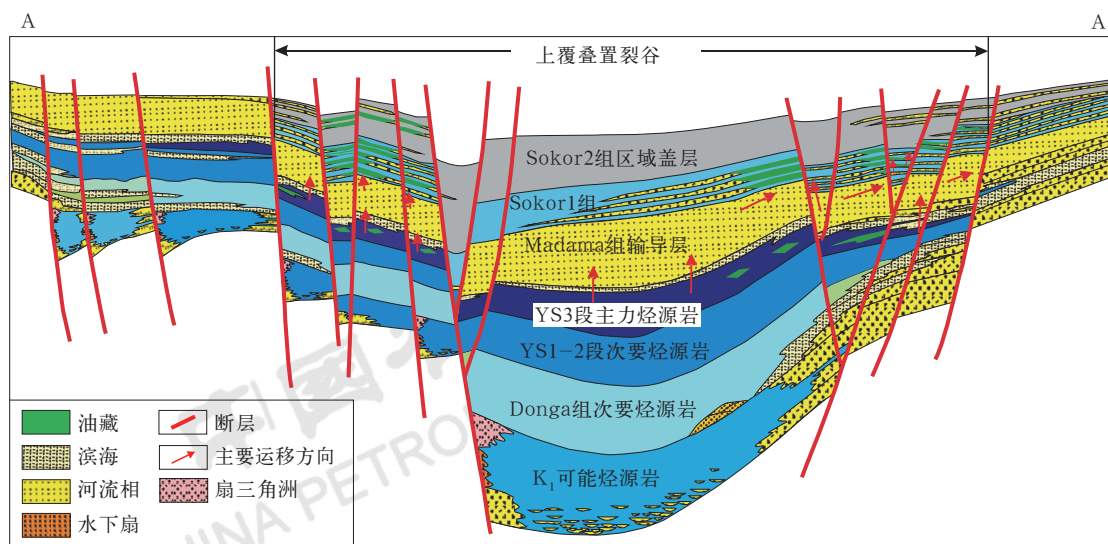 A
A
上覆叠置裂谷
Sokor2组区域盖层
Sokor1组
Madama组输导层
YS3段主力烃源岩
YS1-2段次要烃源岩
Donga组次要烃源岩
K₁可能烃源岩
油藏
断层
滨海
主要运移方向
河流相
扇三角洲
水下扇
CHINA PETRO